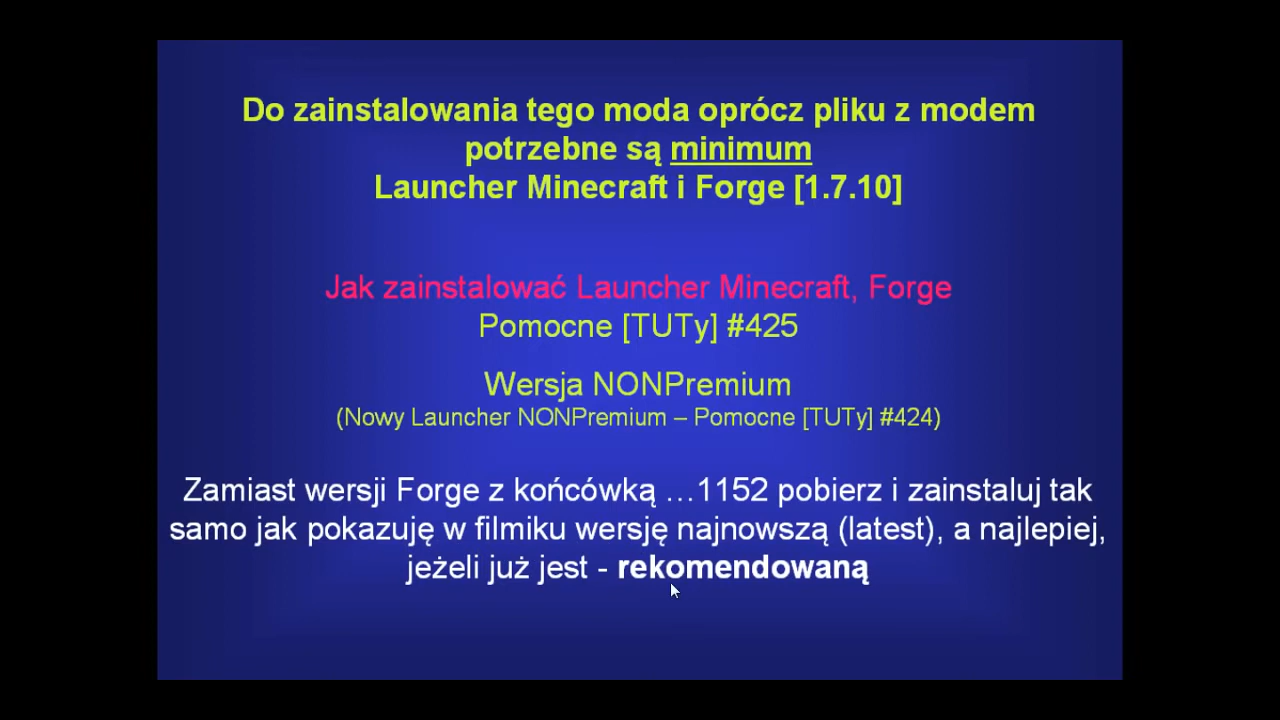 Do zainstalowania tego moda oprócz pliku z modem
potrzebne są minimum
Launcher Minecraft i Forge [1.7.10]
Jak zainstalować Launcher Minecraft, Forge
Pomocne [TUTy] #425
Wersja NONPremium
(Nowy Launcher NONPremium – Pomocne [TUTy] #424)
Zamiast wersji Forge z końcówką …1152 pobierz i zainstaluj tak
samo jak pokazuję w filmiku wersję najnowszą (latest), a najlepiej,
jeżeli już jest - rekomendowaną